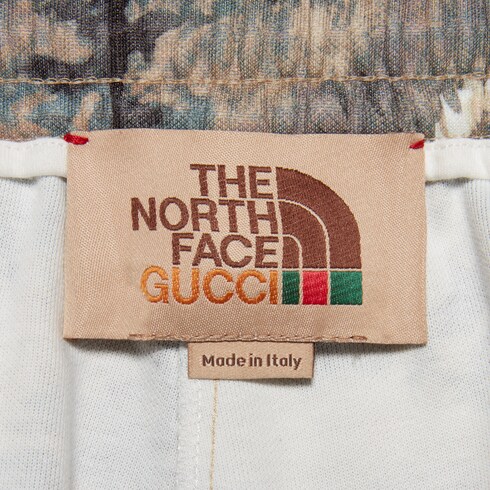 THE
NORTH
FACE
GUCCI
Made in Italy